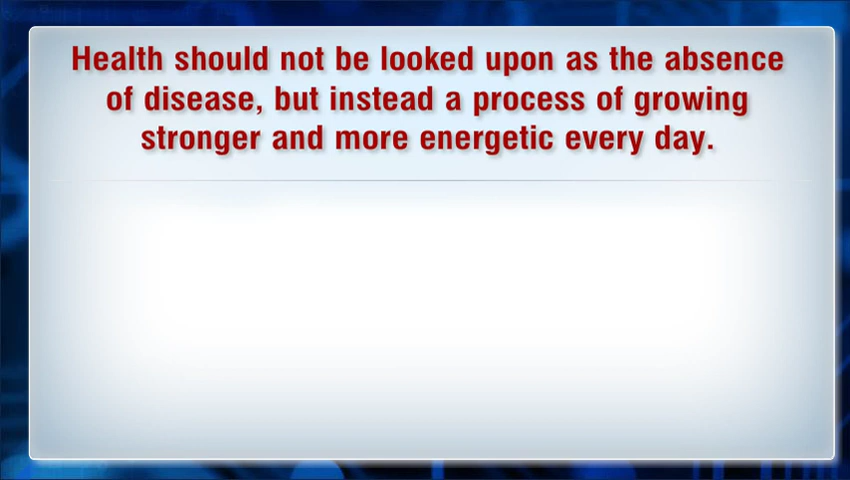 Health should not be looked upon as the absence
of disease, but instead a process of growing
stronger and more energetic every day.